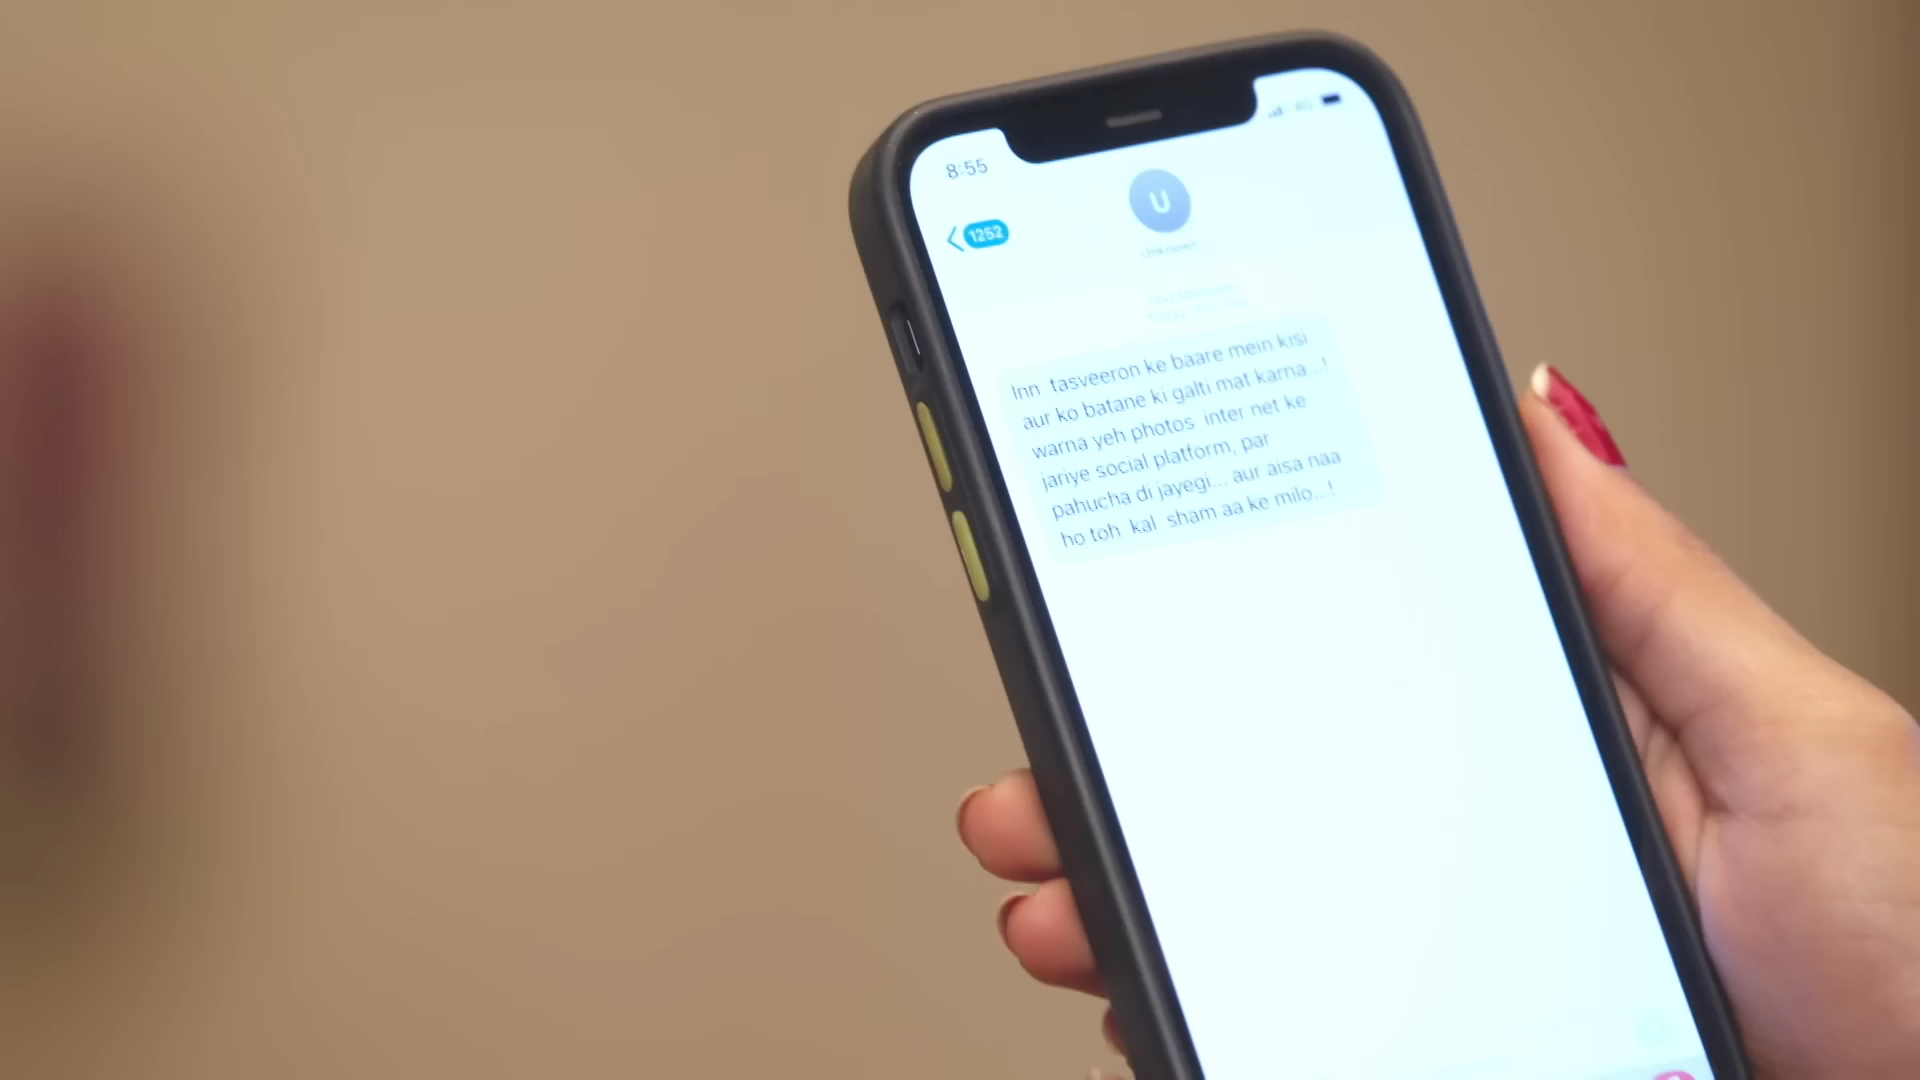 8:55
1252
U
Unknown
Inn tasveeron ke baare mein kisi
aur ko batane ki galti mat karna...!
warna yeh photos inter net ke
jariye social platform, par
pahucha di jayegi... aur aisa naa
ho toh kal sham aa ke milo...!